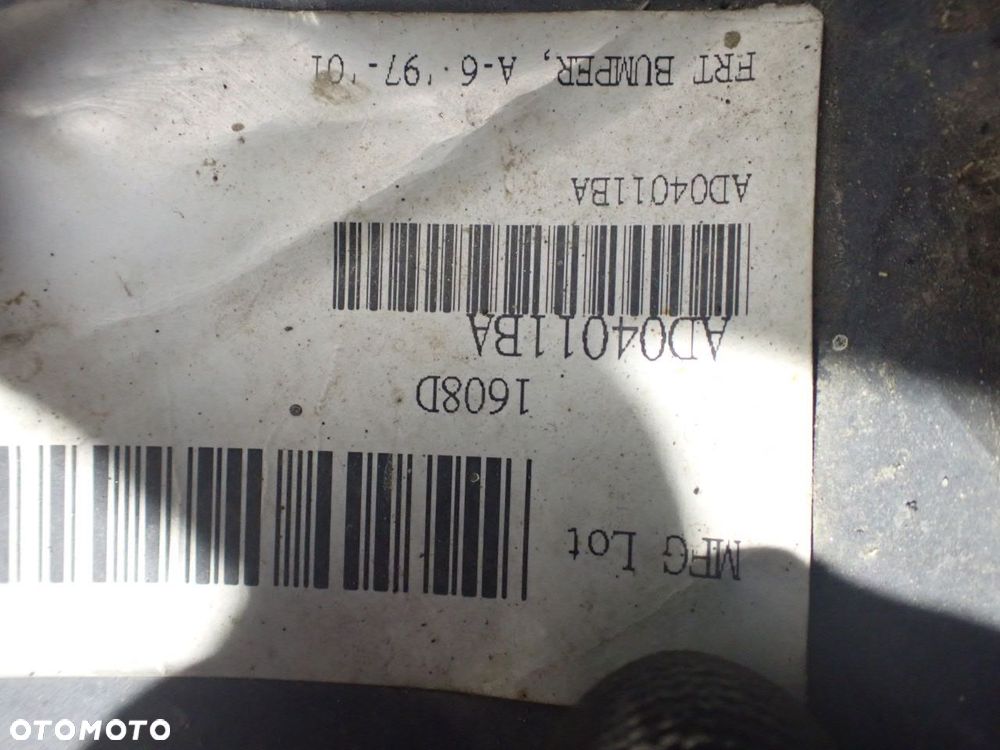 MFG Lot
1608D
AD04011BA
AD04011BA
FRT BUMPER, A-6 '97-'01
OTOMOTO